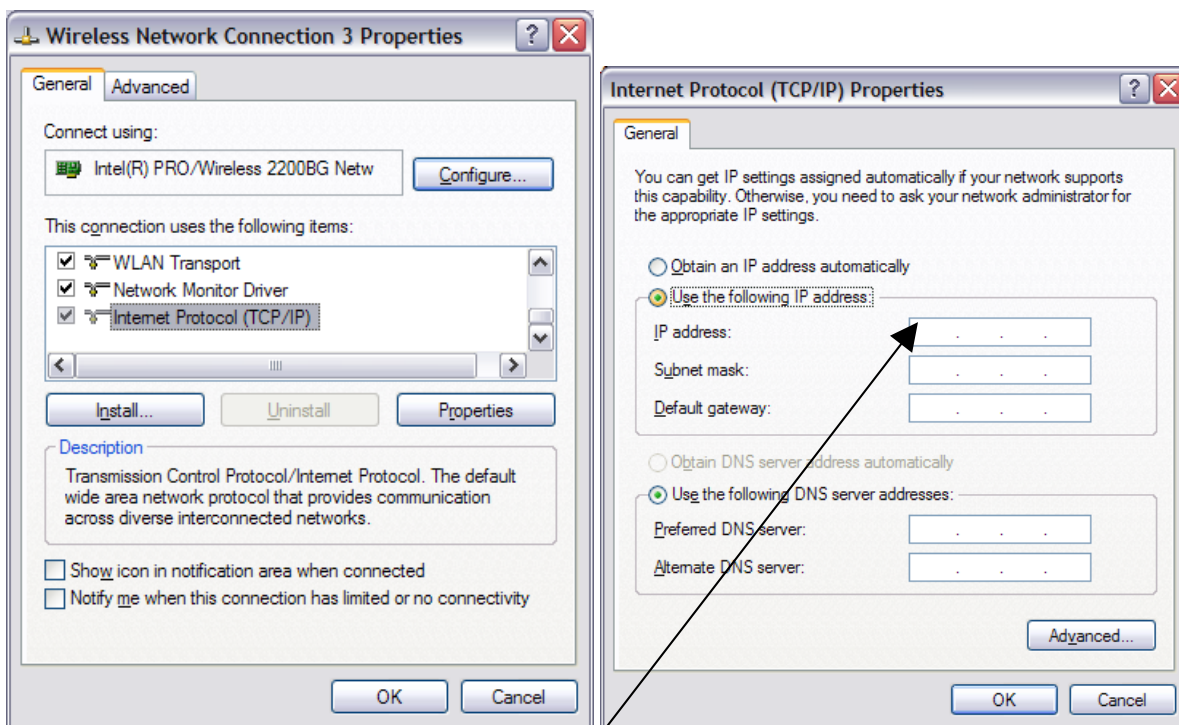 Wireless Network Connection 3 Properties
General
Advanced
Connect using:
Intel(R) PRO/Wireless 2200BG Netw
Configure...
This connection uses the following items:
WLAN Transport
Network Monitor Driver
Internet Protocol (TCP/IP)
Install...
Uninstall
Properties
Description
Transmission Control Protocol/Internet Protocol. The default
wide area network protocol that provides communication
across diverse interconnected networks.
Show icon in notification area when connected
Notify me when this connection has limited or no connectivity
OK
Cancel
Internet Protocol (TCP/IP) Properties
General
You can get IP settings assigned automatically if your network supports
this capability. Otherwise, you need to ask your network administrator for
the appropriate IP settings.
Obtain an IP address automatically
Use the following IP address:
IP address:
Subnet mask:
Default gateway:
Obtain DNS server address automatically
Use the following DNS server addresses:
Preferred DNS server:
Alternate DNS server:
Advanced...
OK
Cancel